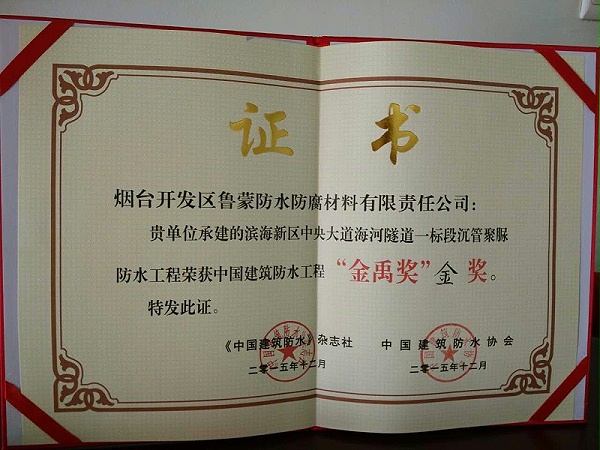 证书
烟台开发区鲁蒙防水防腐材料有限责任公司：
贵单位承建的滨海新区中央大道海河隧道一标段沉管聚脲
防水工程荣获中国建筑防水工程“金禹奖”金奖。
特发此证。
《中国建筑防水》杂志社 中国建筑防水协会
二零一五年十二月 二零一五年十二月